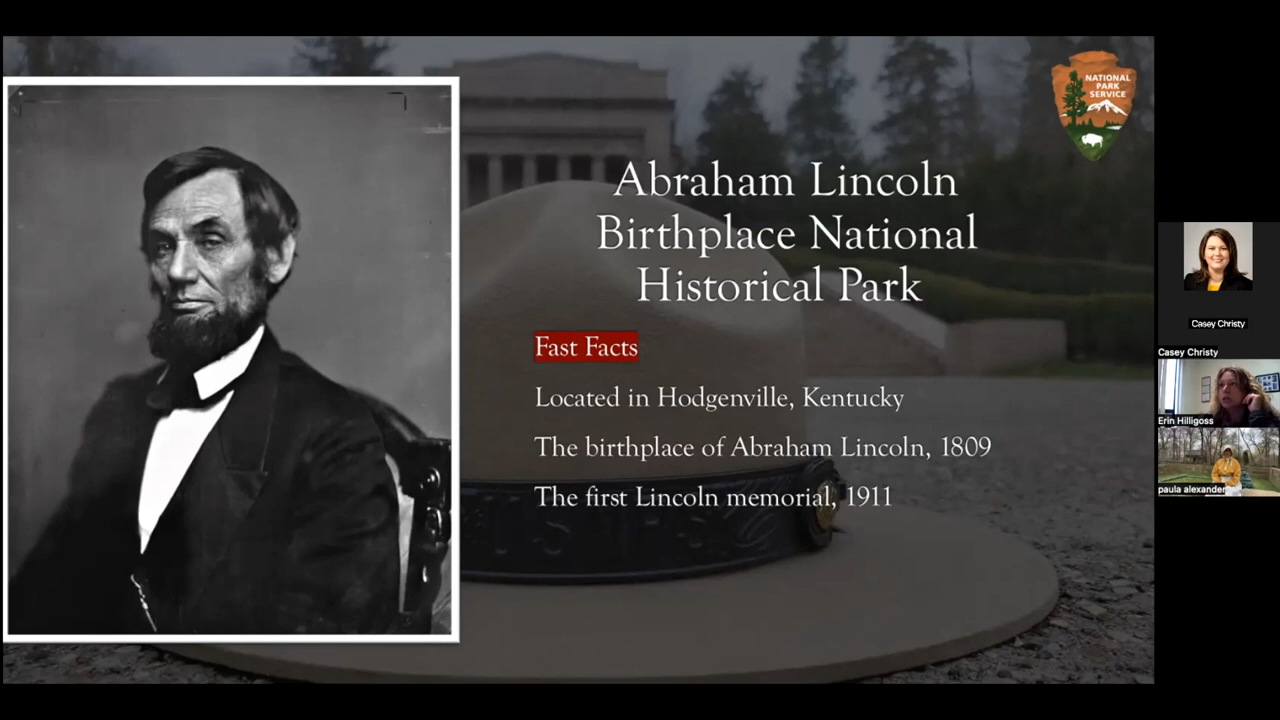 NATIONAL
PARK
SERVICE
Abraham Lincoln
Birthplace National
Historical Park
Fast Facts
Located in Hodgenville, Kentucky
The birthplace of Abraham Lincoln, 1809
The first Lincoln memorial, 1911
Casey Christy
Casey Christy
Erin Hilligoss
paula alexander